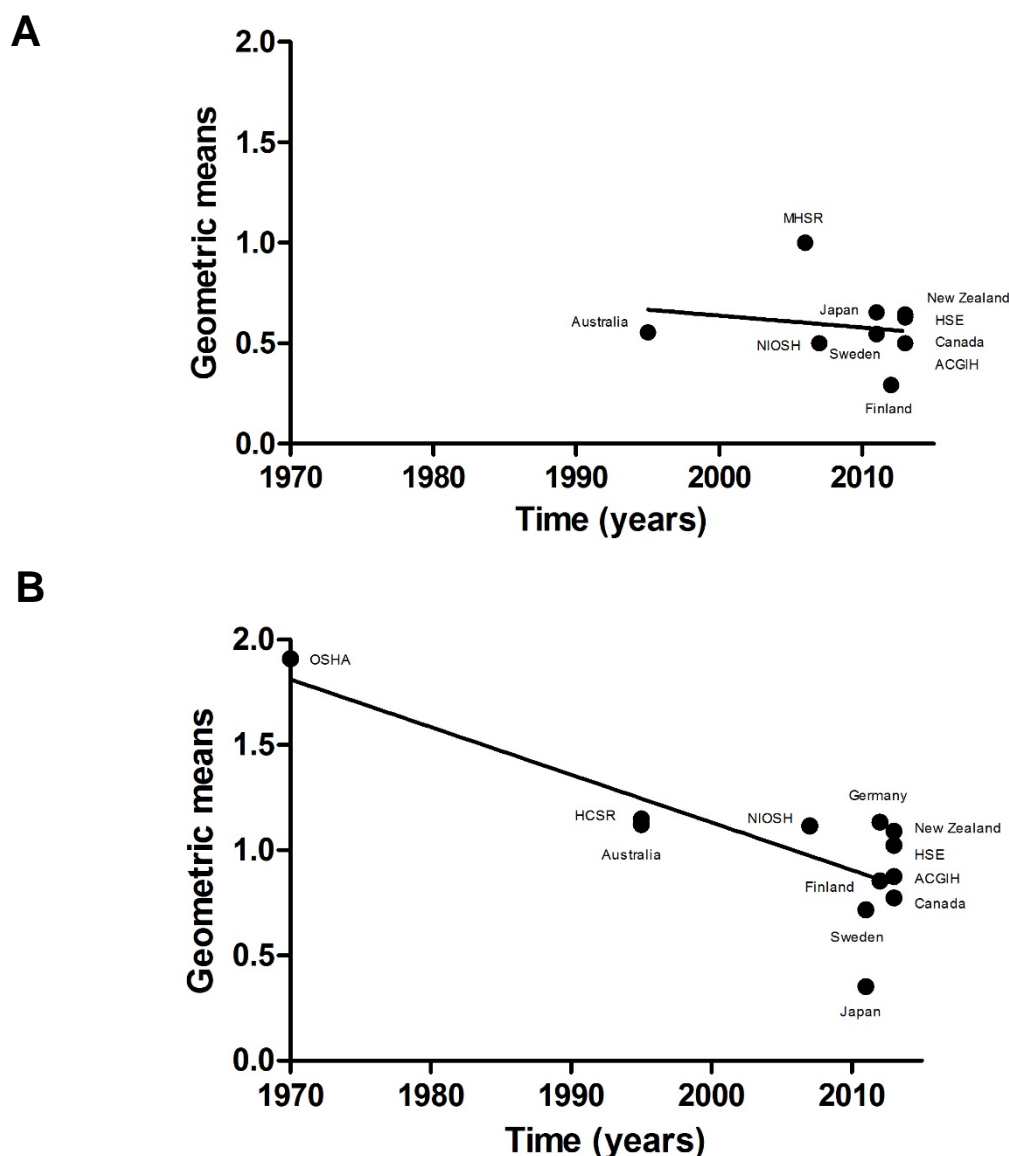 A
2.0
1.5
1.0
0.5
0.0
Geometric means
MHSR
Australia
NIOSH
Japan
Sweden
Finland
New Zealand
HSE
Canada
ACGIH
1970 1980 1990 2000 2010
Time (years)
B
2.0
1.5
1.0
0.5
0.0
Geometric means
OSHA
HCSR
Australia
NIOSH
Germany
New Zealand
HSE
Finland
ACGIH
Canada
Sweden
Japan
1970 1980 1990 2000 2010
Time (years)